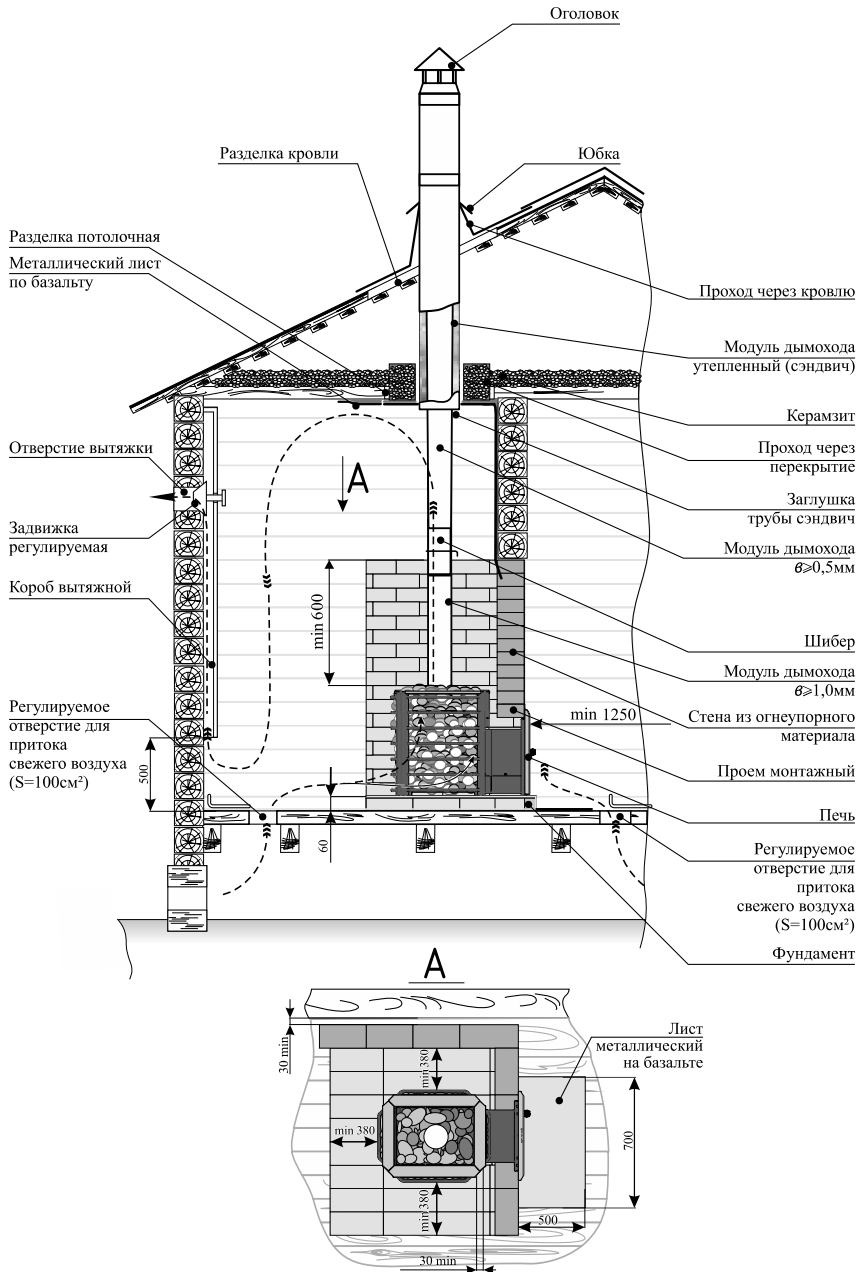 Оголовок
Разделка кровли
Юбка
Разделка потолочная
Металлический лист
по базальту
Проход через кровлю
Модуль дымохода
утепленный (сэндвич)
Керамзит
Отверстие вытяжки
Проход через
перекрытие
А
Задвижка
регулируемая
Заглушка
трубы сэндвич
Короб вытяжной
Модуль дымохода
в⩾0,5мм
min 600
Шибер
Модуль дымохода
в⩾1,0мм
Регулируемое
отверстие для
притока
свежего воздуха
(S=100см²)
min 1250
Стена из огнеупорного
материала
500
Проем монтажный
Печь
60
Регулируемое
отверстие для
притока
свежего воздуха
(S=100см²)
Фундамент
А
30 min
min 380
Лист
металлический
на базальте
min 380
700
min 380
500
30 min